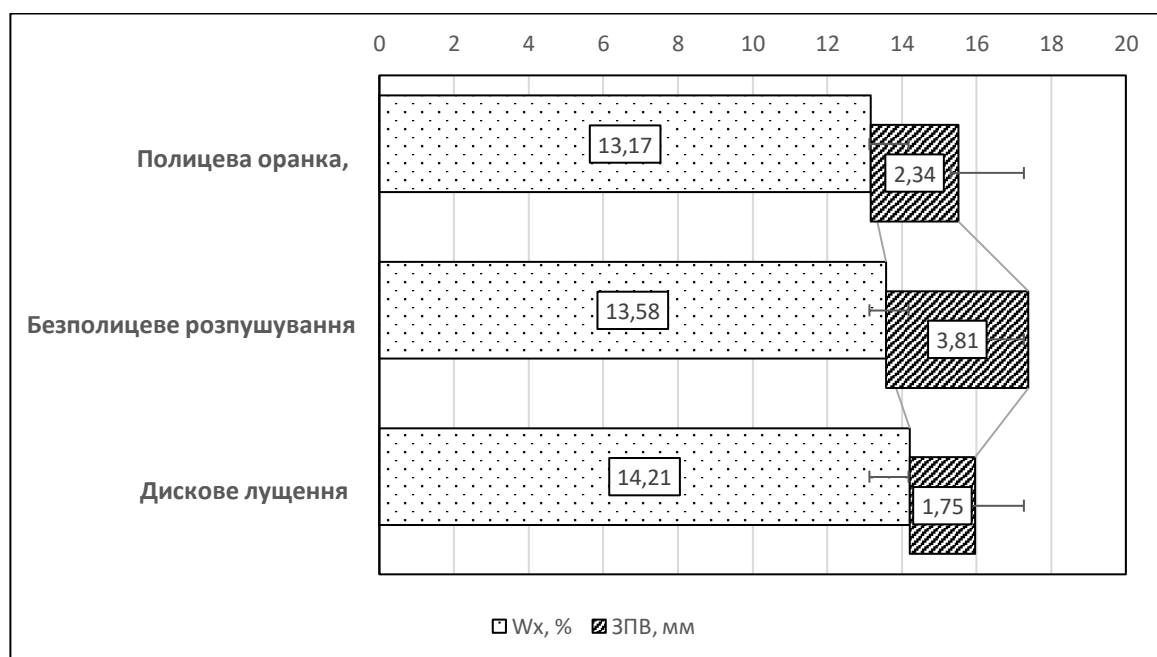 0 2 4 6 8 10 12 14 16 18 20
Полицева оранка,
13,17
2,34
Безполицеве розпушування
13,58
3,81
Дискове лущення
14,21
1,75
Wх, % ЗПВ, мм